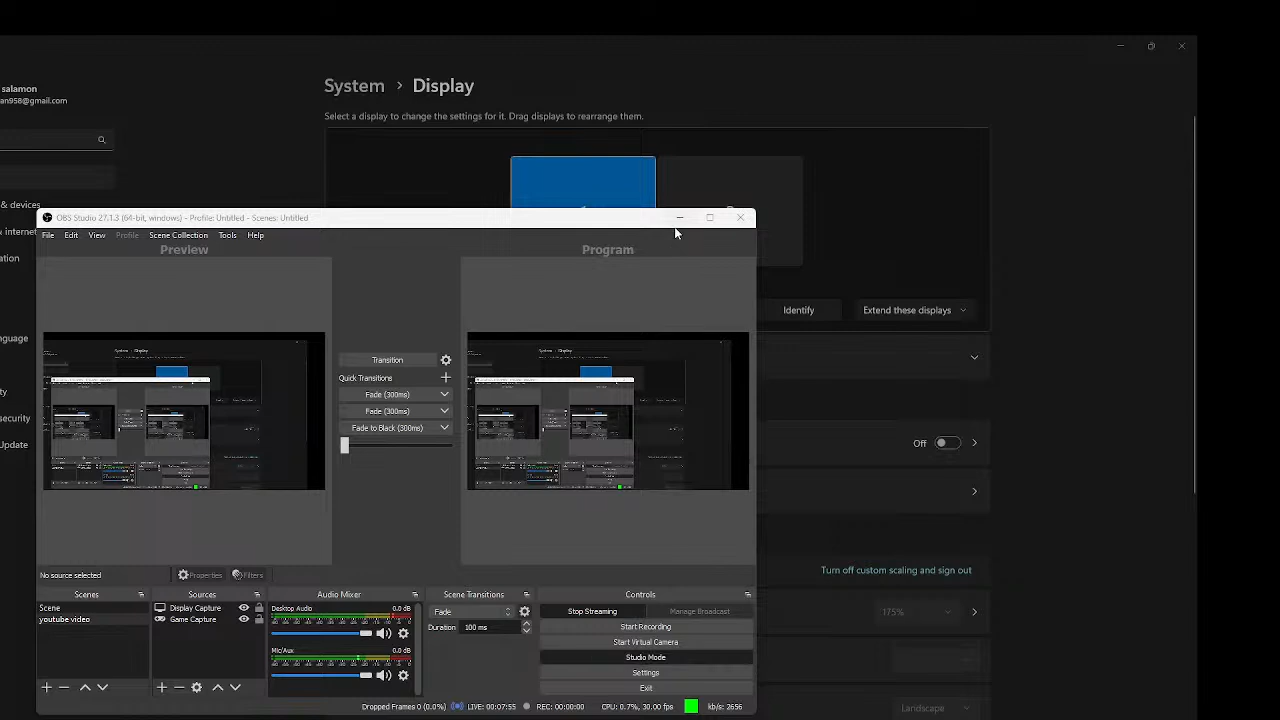 salamon
an958@gmail.com
System > Display
Select a display to change the settings for it. Drag displays to rearrange them.
& devices
& internet
ation
nguage
ty
security
Update
Identify
Extend these displays
Off
Turn off custom scaling and sign out
175%
Landscape
OBS Studio 27.1.3 (64-bit, windows) - Profile: Untitled - Scenes: Untitled
File Edit View Profile Scene Collection Tools Help
Preview
Program
Transition
Quick Transitions
Fade (300ms)
Fade (300ms)
Fade to Black (300ms)
No source selected
Properties
Filters
Scenes
Scene
youtube video
Sources
Display Capture
Game Capture
Audio Mixer
Desktop Audio 0.0 dB
Mic/Aux 0.0 dB
Scene Transitions
Fade
Duration 100 ms
Controls
Stop Streaming
Manage Broadcast
Start Recording
Start Virtual Camera
Studio Mode
Settings
Exit
Dropped Frames 0 (0.0%) LIVE: 00:07:55 REC: 00:00:00 CPU: 0.7%, 30.00 fps kb/s: 2656